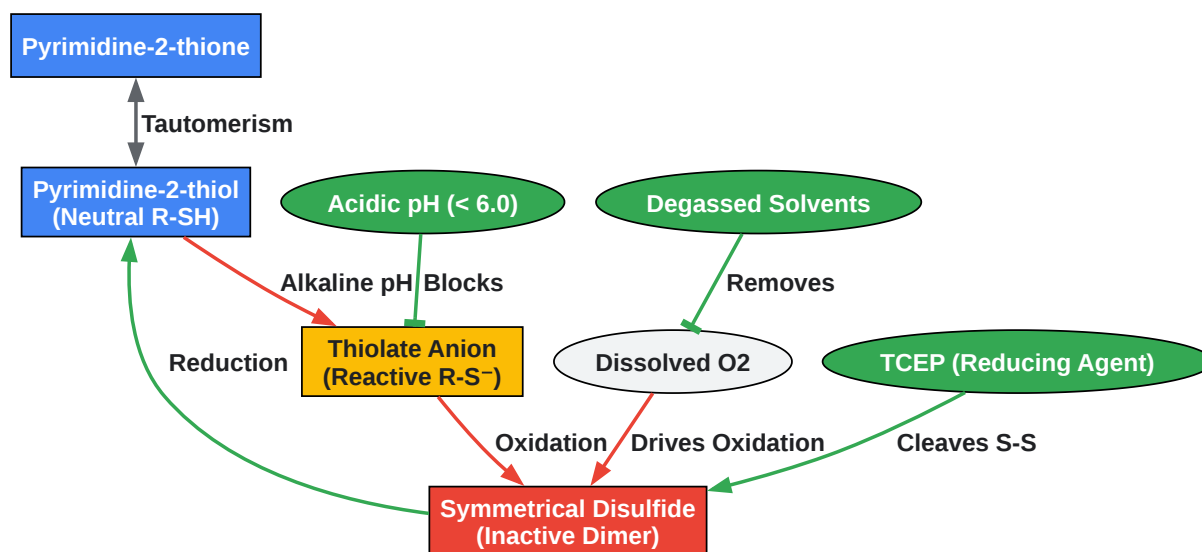 Pyrimidine-2-thione
Tautomerism
Pyrimidine-2-thiol
(Neutral R-SH)
Acidic pH (< 6.0)
Degassed Solvents
Alkaline pH
Blocks
Removes
Reduction
Thiolate Anion
(Reactive R-S⁻)
Dissolved O2
TCEP (Reducing Agent)
Oxidation
Drives Oxidation
Cleaves S-S
Symmetrical Disulfide
(Inactive Dimer)